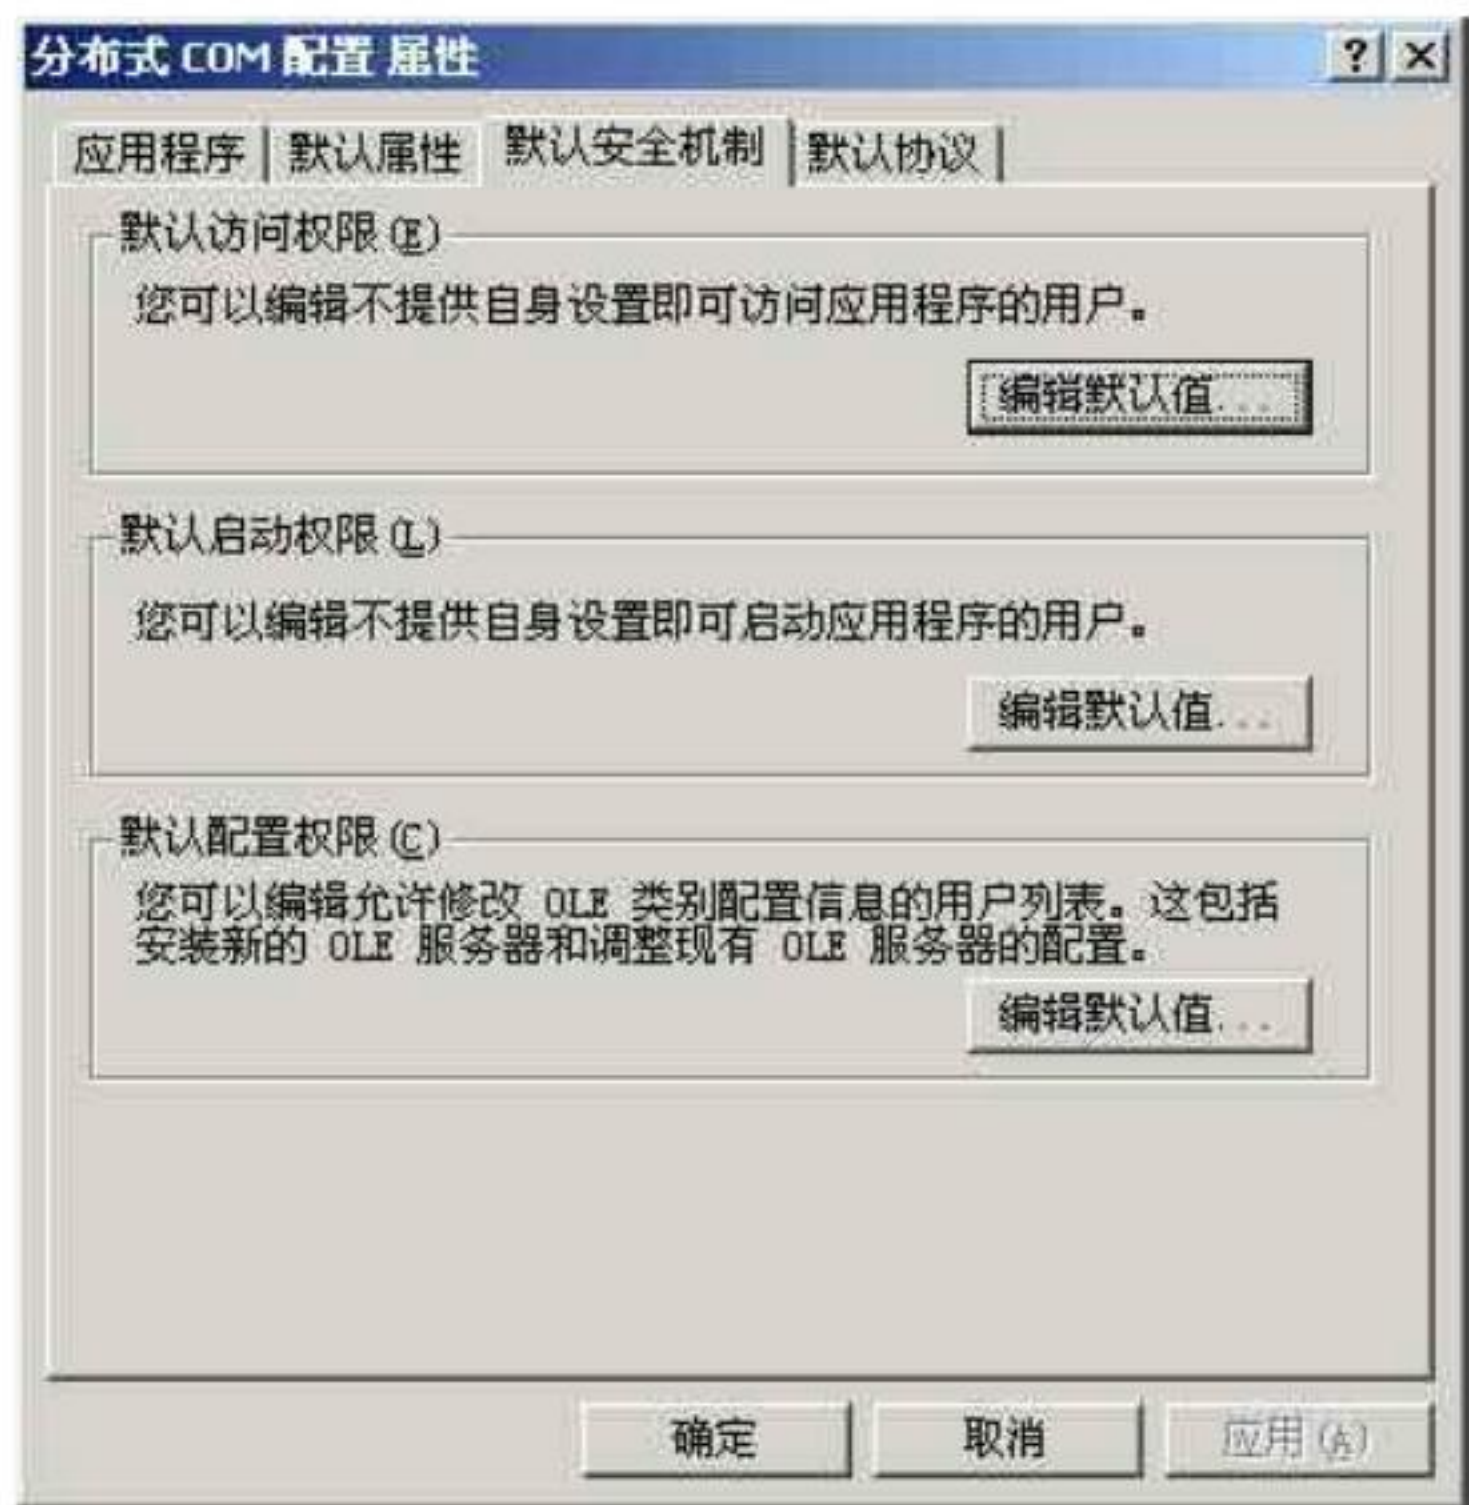 分布式 COM 配置 属性
应用程序 默认属性 默认安全机制 默认协议
默认访问权限(E)
您可以编辑不提供自身设置即可访问应用程序的用户。
编辑默认值...
默认启动权限(L)
您可以编辑不提供自身设置即可启动应用程序的用户。
编辑默认值...
默认配置权限(C)
您可以编辑允许修改 OLE 类别配置信息的用户列表。这包括
安装新的 OLE 服务器和调整现有 OLE 服务器的配置。
编辑默认值...
确定 取消 应用(A)